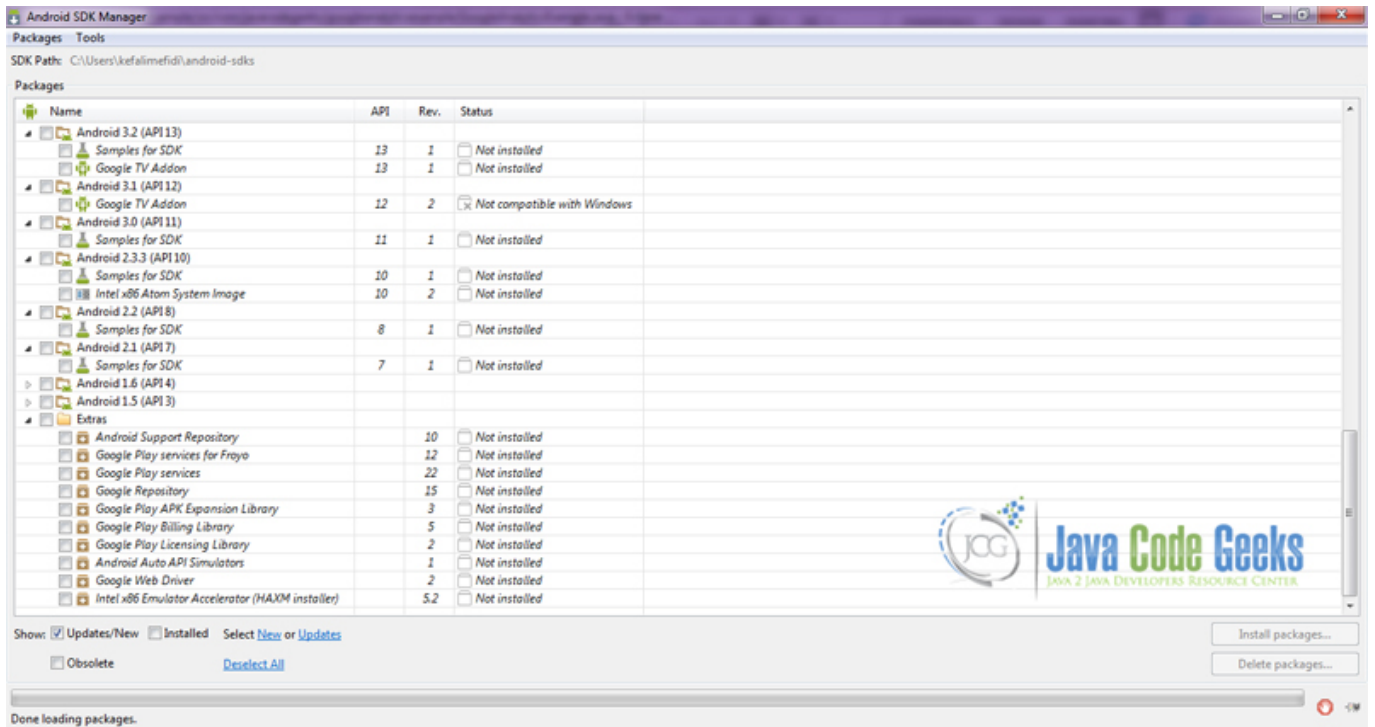 Android SDK Manager
Packages Tools
SDK Path: C:\Users\kefalimefidi\android-sdks
Packages
Name API Rev. Status
Android 3.2 (API 13)
Samples for SDK 13 1 Not installed
Google TV Addon 13 1 Not installed
Android 3.1 (API 12)
Google TV Addon 12 2 Not compatible with Windows
Android 3.0 (API 11)
Samples for SDK 11 1 Not installed
Android 2.3.3 (API 10)
Samples for SDK 10 1 Not installed
Intel x86 Atom System Image 10 2 Not installed
Android 2.2 (API 8)
Samples for SDK 8 1 Not installed
Android 2.1 (API 7)
Samples for SDK 7 1 Not installed
Android 1.6 (API 4)
Android 1.5 (API 3)
Extras
Android Support Repository 10 Not installed
Google Play services for Froyo 12 Not installed
Google Play services 22 Not installed
Google Repository 15 Not installed
Google Play APK Expansion Library 3 Not installed
Google Play Billing Library 5 Not installed
Google Play Licensing Library 2 Not installed
Android Auto API Simulators 1 Not installed
Google Web Driver 2 Not installed
Intel x86 Emulator Accelerator (HAXM installer) 5.2 Not installed
JCG
Java Code Geeks
JAVA 2 JAVA DEVELOPERS RESOURCE CENTER
Show: Updates/New Installed Select New or Updates
Install packages...
Obsolete Deselect All
Delete packages...
Done loading packages.